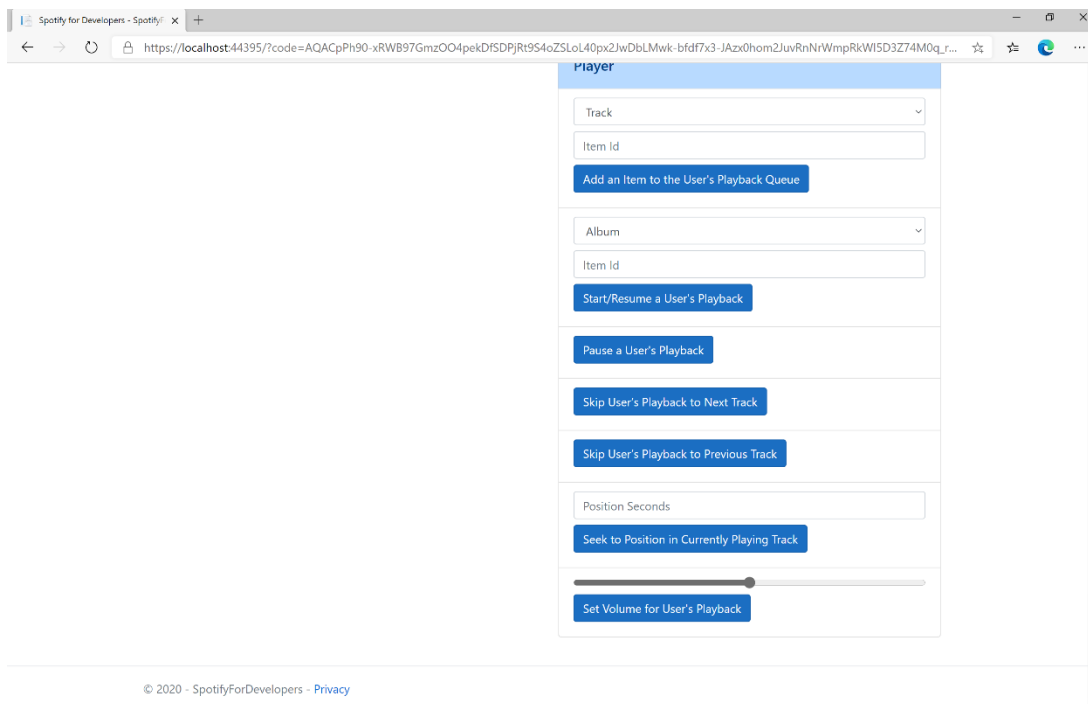 Spotify for Developers - Spotify
https://localhost:44395/?code=AQACpPh90-xRWB97GmzOO4pekDfSDPjRt9S4oZSLoL40px2JwDbLMwk-bfdf7x3-JAzx0hom2JuvRnNrWmpRkWI5D3Z74M0q_r...
Player
Track
Item Id
Add an Item to the User's Playback Queue
Album
Item Id
Start/Resume a User's Playback
Pause a User's Playback
Skip User's Playback to Next Track
Skip User's Playback to Previous Track
Position Seconds
Seek to Position in Currently Playing Track
Set Volume for User's Playback
© 2020 - SpotifyForDevelopers - Privacy